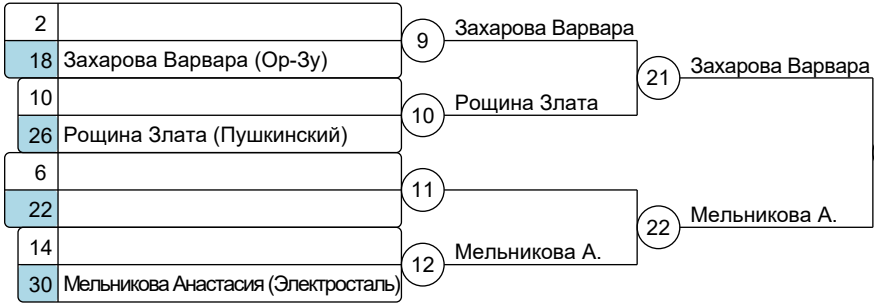 2
9 Захарова Варвара
18 Захарова Варвара (Ор-Зу)
21 Захарова Варвара
10
10 Рощина Злата
26 Рощина Злата (Пушкинский)
6
11
22
22 Мельникова А.
14
12 Мельникова А.
30 Мельникова Анастасия (Электросталь)